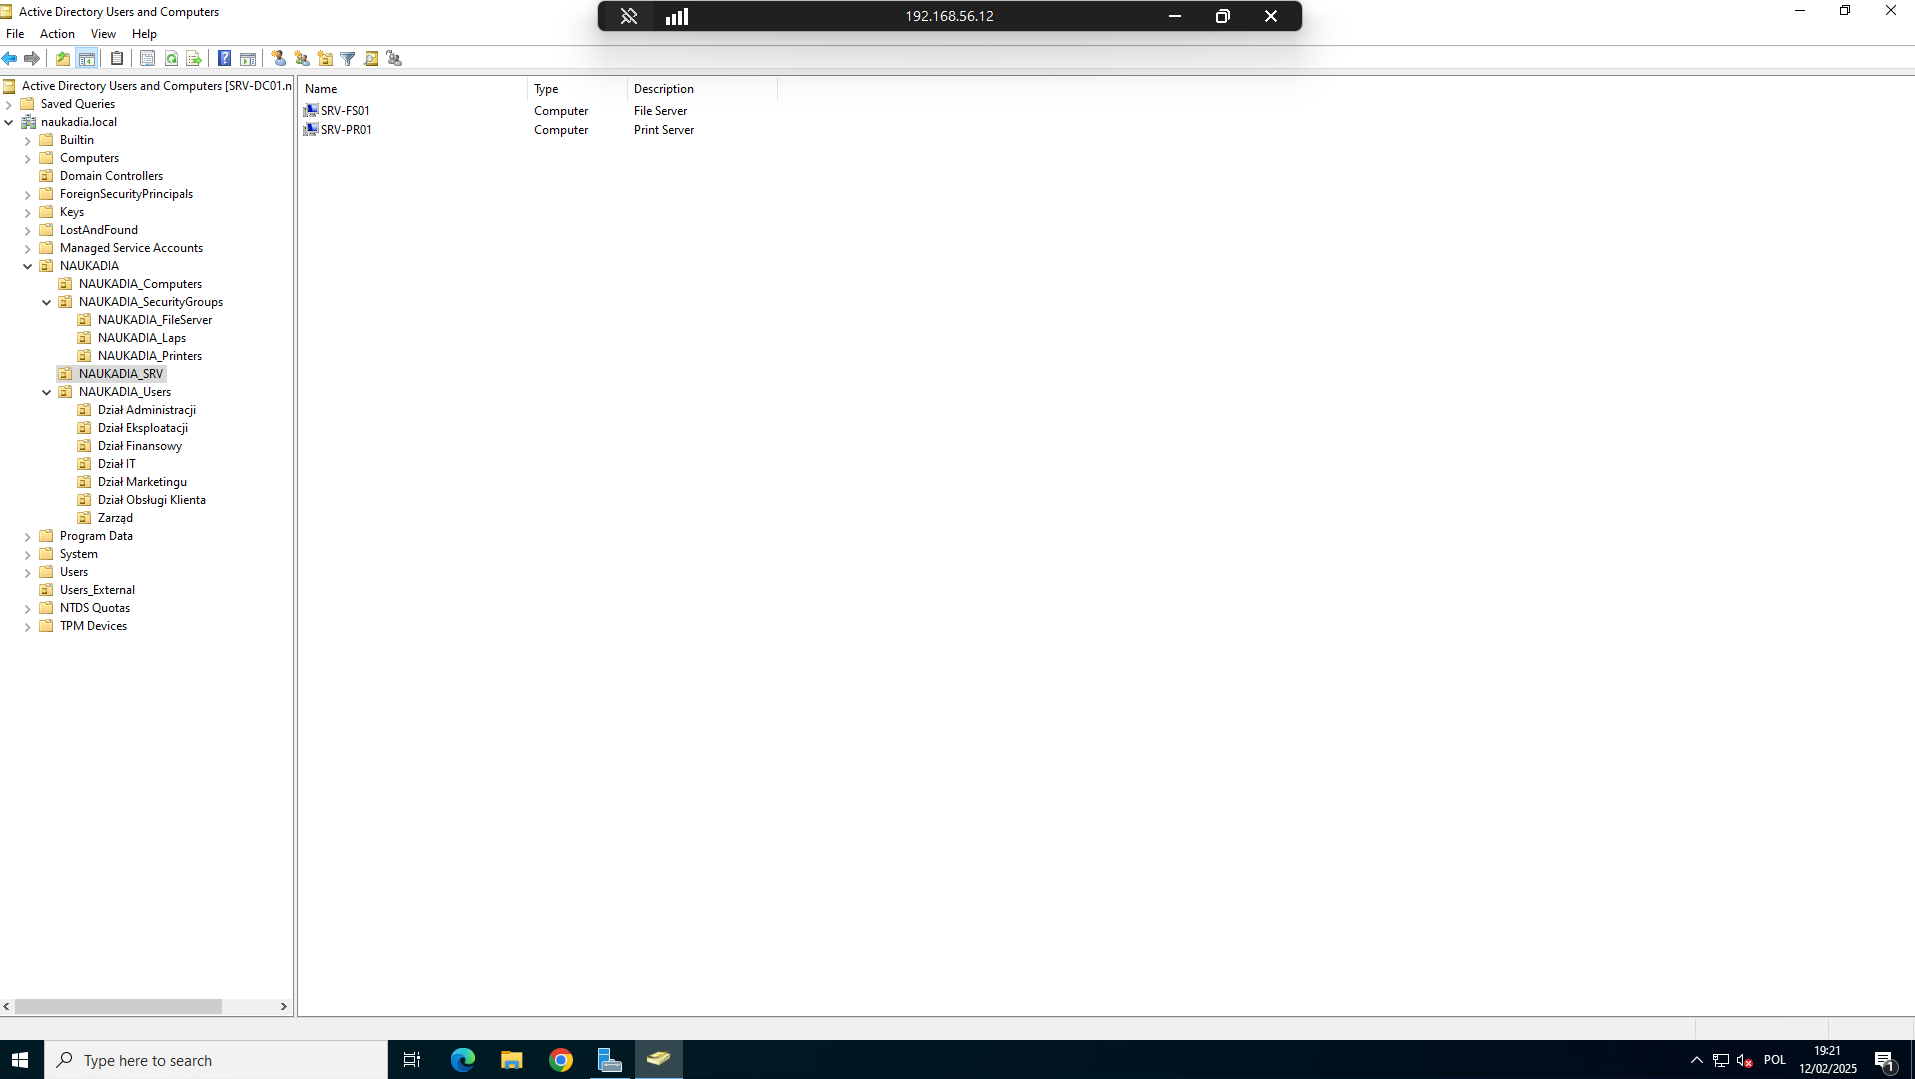 Active Directory Users and Computers
192.168.56.12
File Action View Help
Active Directory Users and Computers [SRV-DC01.n
Saved Queries
naukadia.local
Builtin
Computers
Domain Controllers
ForeignSecurityPrincipals
Keys
LostAndFound
Managed Service Accounts
NAUKADIA
NAUKADIA_Computers
NAUKADIA_SecurityGroups
NAUKADIA_FileServer
NAUKADIA_Laps
NAUKADIA_Printers
NAUKADIA_SRV
NAUKADIA_Users
Dział Administracji
Dział Eksploatacji
Dział Finansowy
Dział IT
Dział Marketingu
Dział Obsługi Klienta
Zarząd
Program Data
System
Users
Users_External
NTDS Quotas
TPM Devices
Name Type Description
SRV-FS01 Computer File Server
SRV-PR01 Computer Print Server
Type here to search
POL
19:21
12/02/2025
1